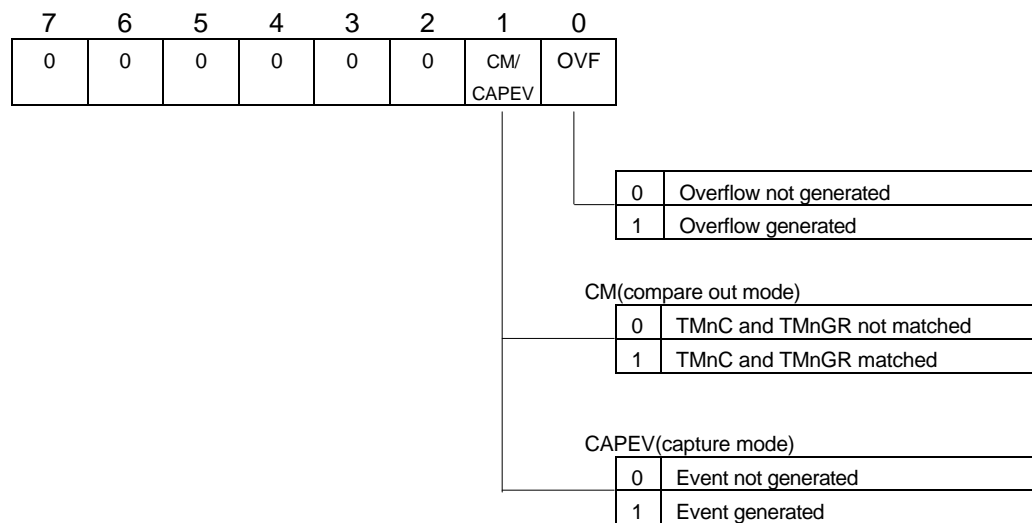 7 6 5 4 3 2 1 0
0 0 0 0 0 0 CM/ OVF
CAPEV
0 Overflow not generated
1 Overflow generated
CM(compare out mode)
0 TMnC and TMnGR not matched
1 TMnC and TMnGR matched
CAPEV(capture mode)
0 Event not generated
1 Event generated